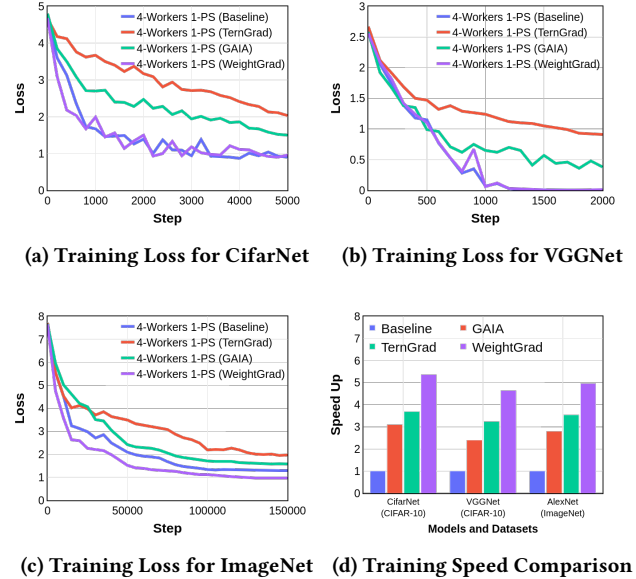 5
4
3
2
1
0
Loss
4-Workers 1-PS (Baseline)
4-Workers 1-PS (TernGrad)
4-Workers 1-PS (GAIA)
4-Workers 1-PS (WeightGrad)
0 1000 2000 3000 4000 5000
Step
(a) Training Loss for CifarNet
3
2.5
2
1.5
1
0.5
0
Loss
4-Workers 1-PS (Baseline)
4-Workers 1-PS (TernGrad)
4-Workers 1-PS (GAIA)
4-Workers 1-PS (WeightGrad)
0 500 1000 1500 2000
Step
(b) Training Loss for VGGNet
8
7
6
5
4
3
2
1
0
Loss
4-Workers 1-PS (Baseline)
4-Workers 1-PS (TernGrad)
4-Workers 1-PS (GAIA)
4-Workers 1-PS (WeightGrad)
0 50000 100000 150000
Step
(c) Training Loss for ImageNet
8
7
6
5
4
3
2
1
0
Speed Up
Baseline GAIA
TernGrad WeightGrad
CifarNet VGGNet AlexNet
(CIFAR-10) (CIFAR-10) (ImageNet)
Models and Datasets
(d) Training Speed Comparison